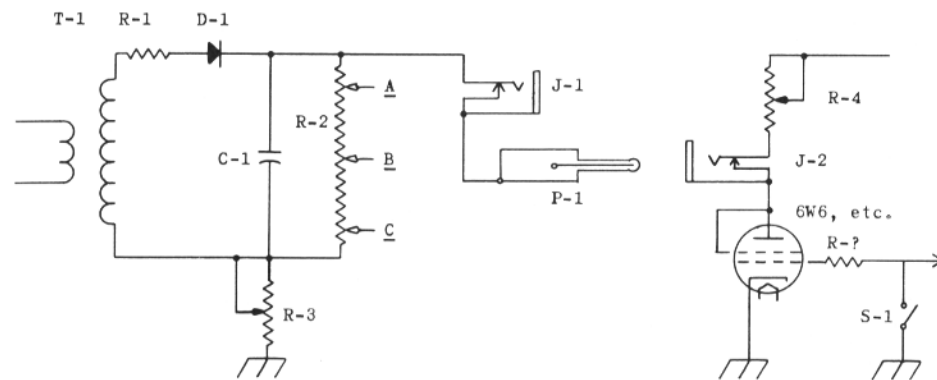 T-1 R-1 D-1
A
J-1
R-4
R-2
B
C-1
J-2
P-1
6W6, etc.
C
R-?
R-3
S-1